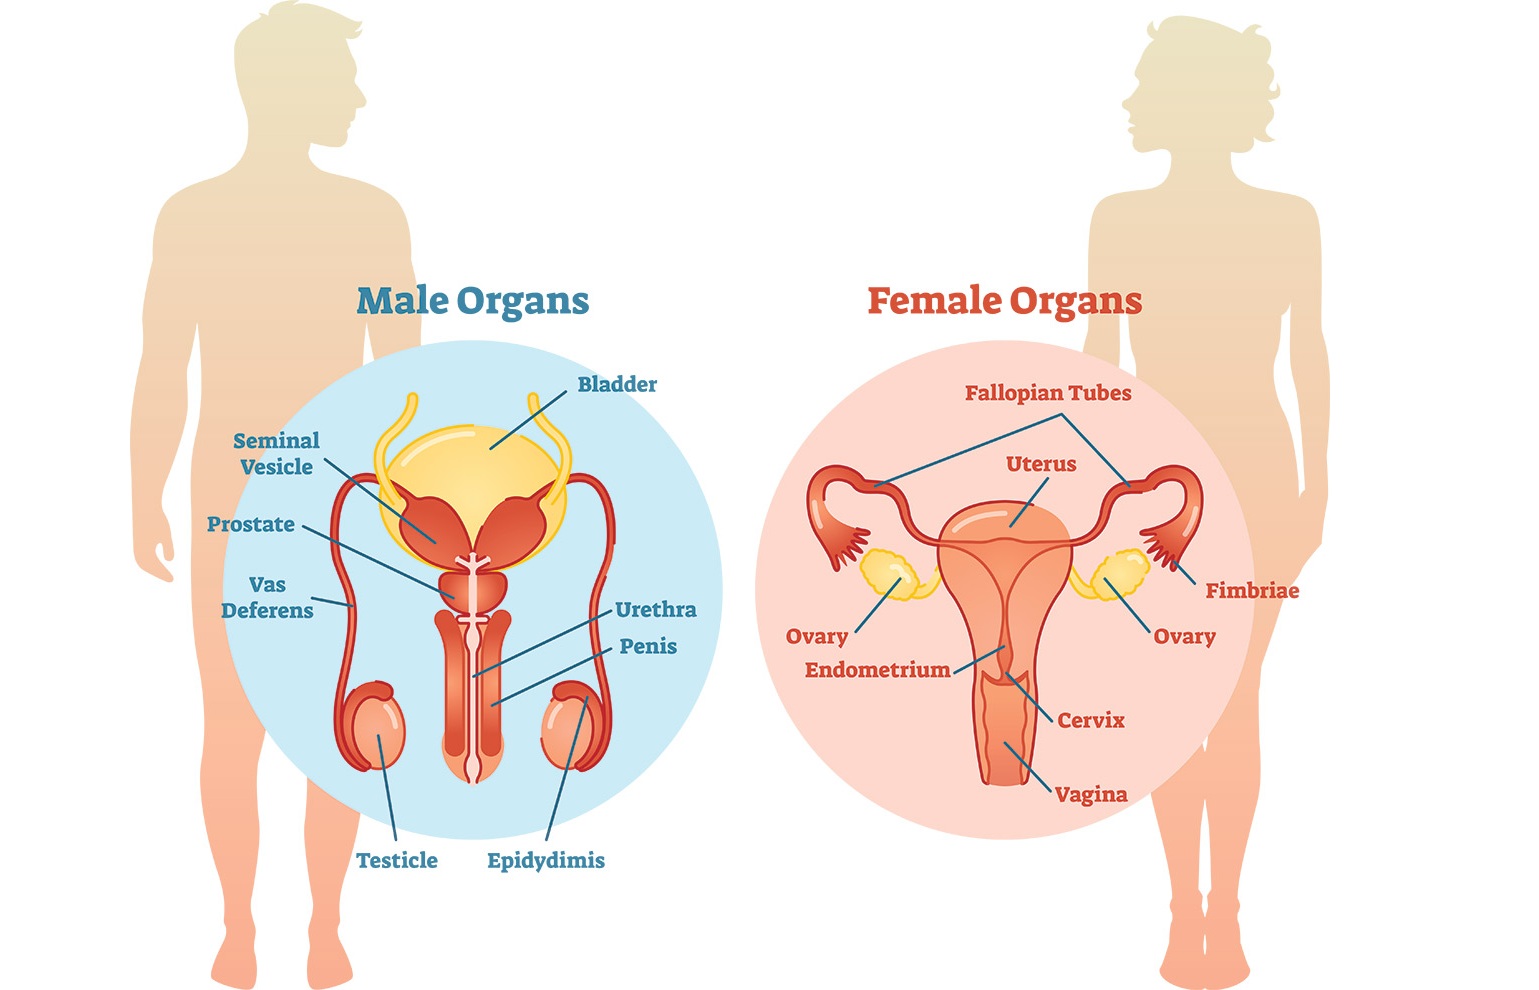 Male Organs
Bladder
Seminal
Vesicle
Prostate
Vas
Deferens
Urethra
Penis
Testicle
Epidydimis
Female Organs
Fallopian Tubes
Uterus
Fimbriae
Ovary
Ovary
Endometrium
Cervix
Vagina